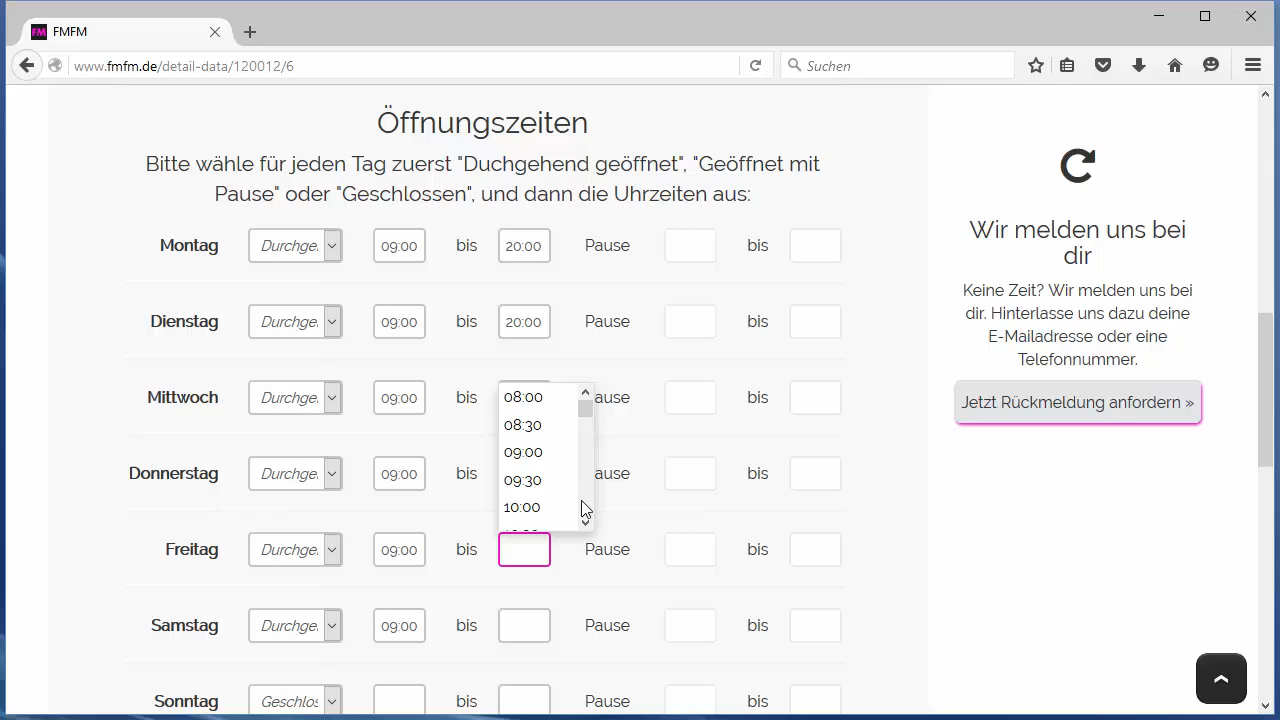 FM FMFM
www.fmfm.de/detail-data/120012/6
Suchen
Öffnungszeiten
Bitte wähle für jeden Tag zuerst "Duchgehend geöffnet", "Geöffnet mit
Pause" oder "Geschlossen", und dann die Uhrzeiten aus:
Montag Durchge. 09:00 bis 20:00 Pause bis
Dienstag Durchge. 09:00 bis 20:00 Pause bis
Mittwoch Durchge. 09:00 ause bis
Donnerstag Durchge. 09:00 ause bis
08:00
08:30
09:00
09:30
10:00
Freitag Durchge. 09:00 bis Pause bis
Samstag Durchge. 09:00 bis Pause bis
Sonntag Geschlos bis Pause bis
Wir melden uns bei
dir
Keine Zeit? Wir melden uns bei
dir. Hinterlasse uns dazu deine
E-Mailadresse oder eine
Telefonnummer.
Jetzt Rückmeldung anfordern »